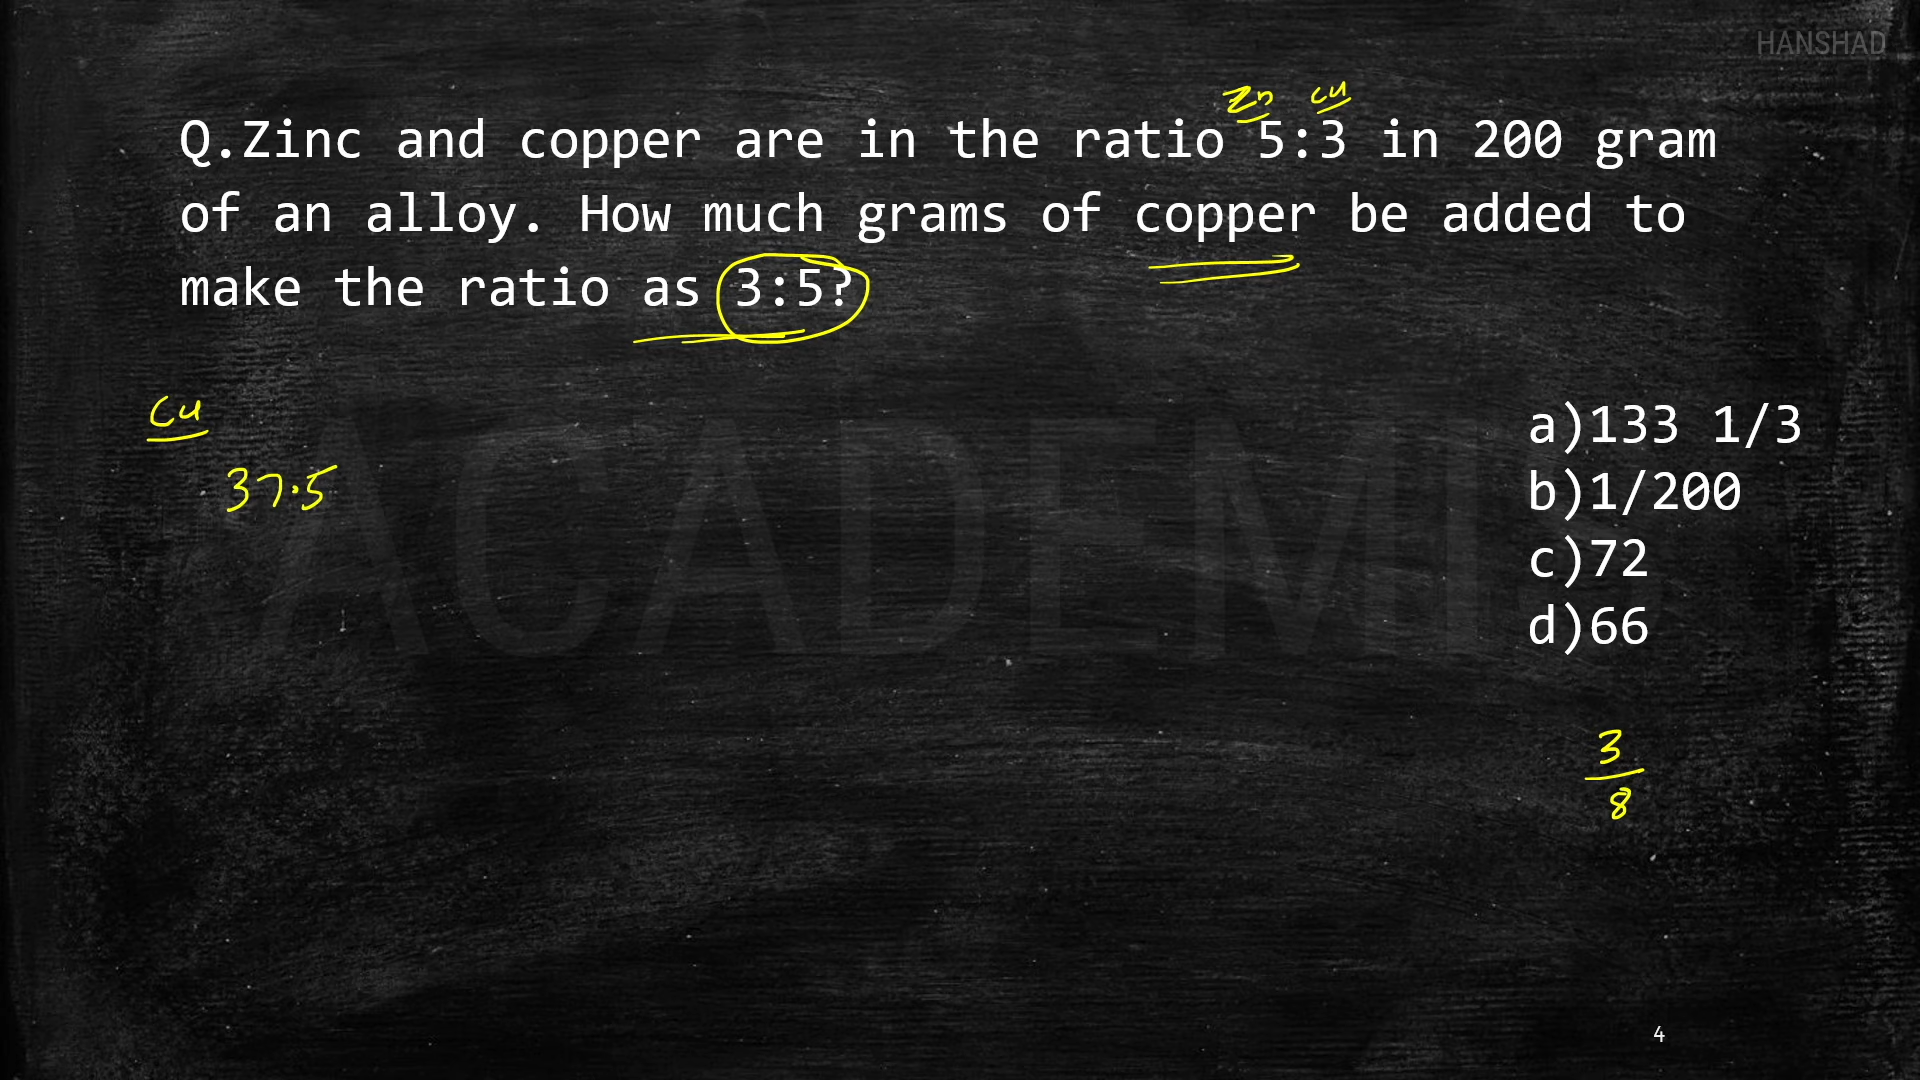 HANSHAD
Zn Cu
Q.Zinc and copper are in the ratio 5:3 in 200 gram
of an alloy. How much grams of copper be added to
make the ratio as 3:5?
Cu
37.5
a)133 1/3
b)1/200
c)72
d)66
ACADEMI
3
8
4